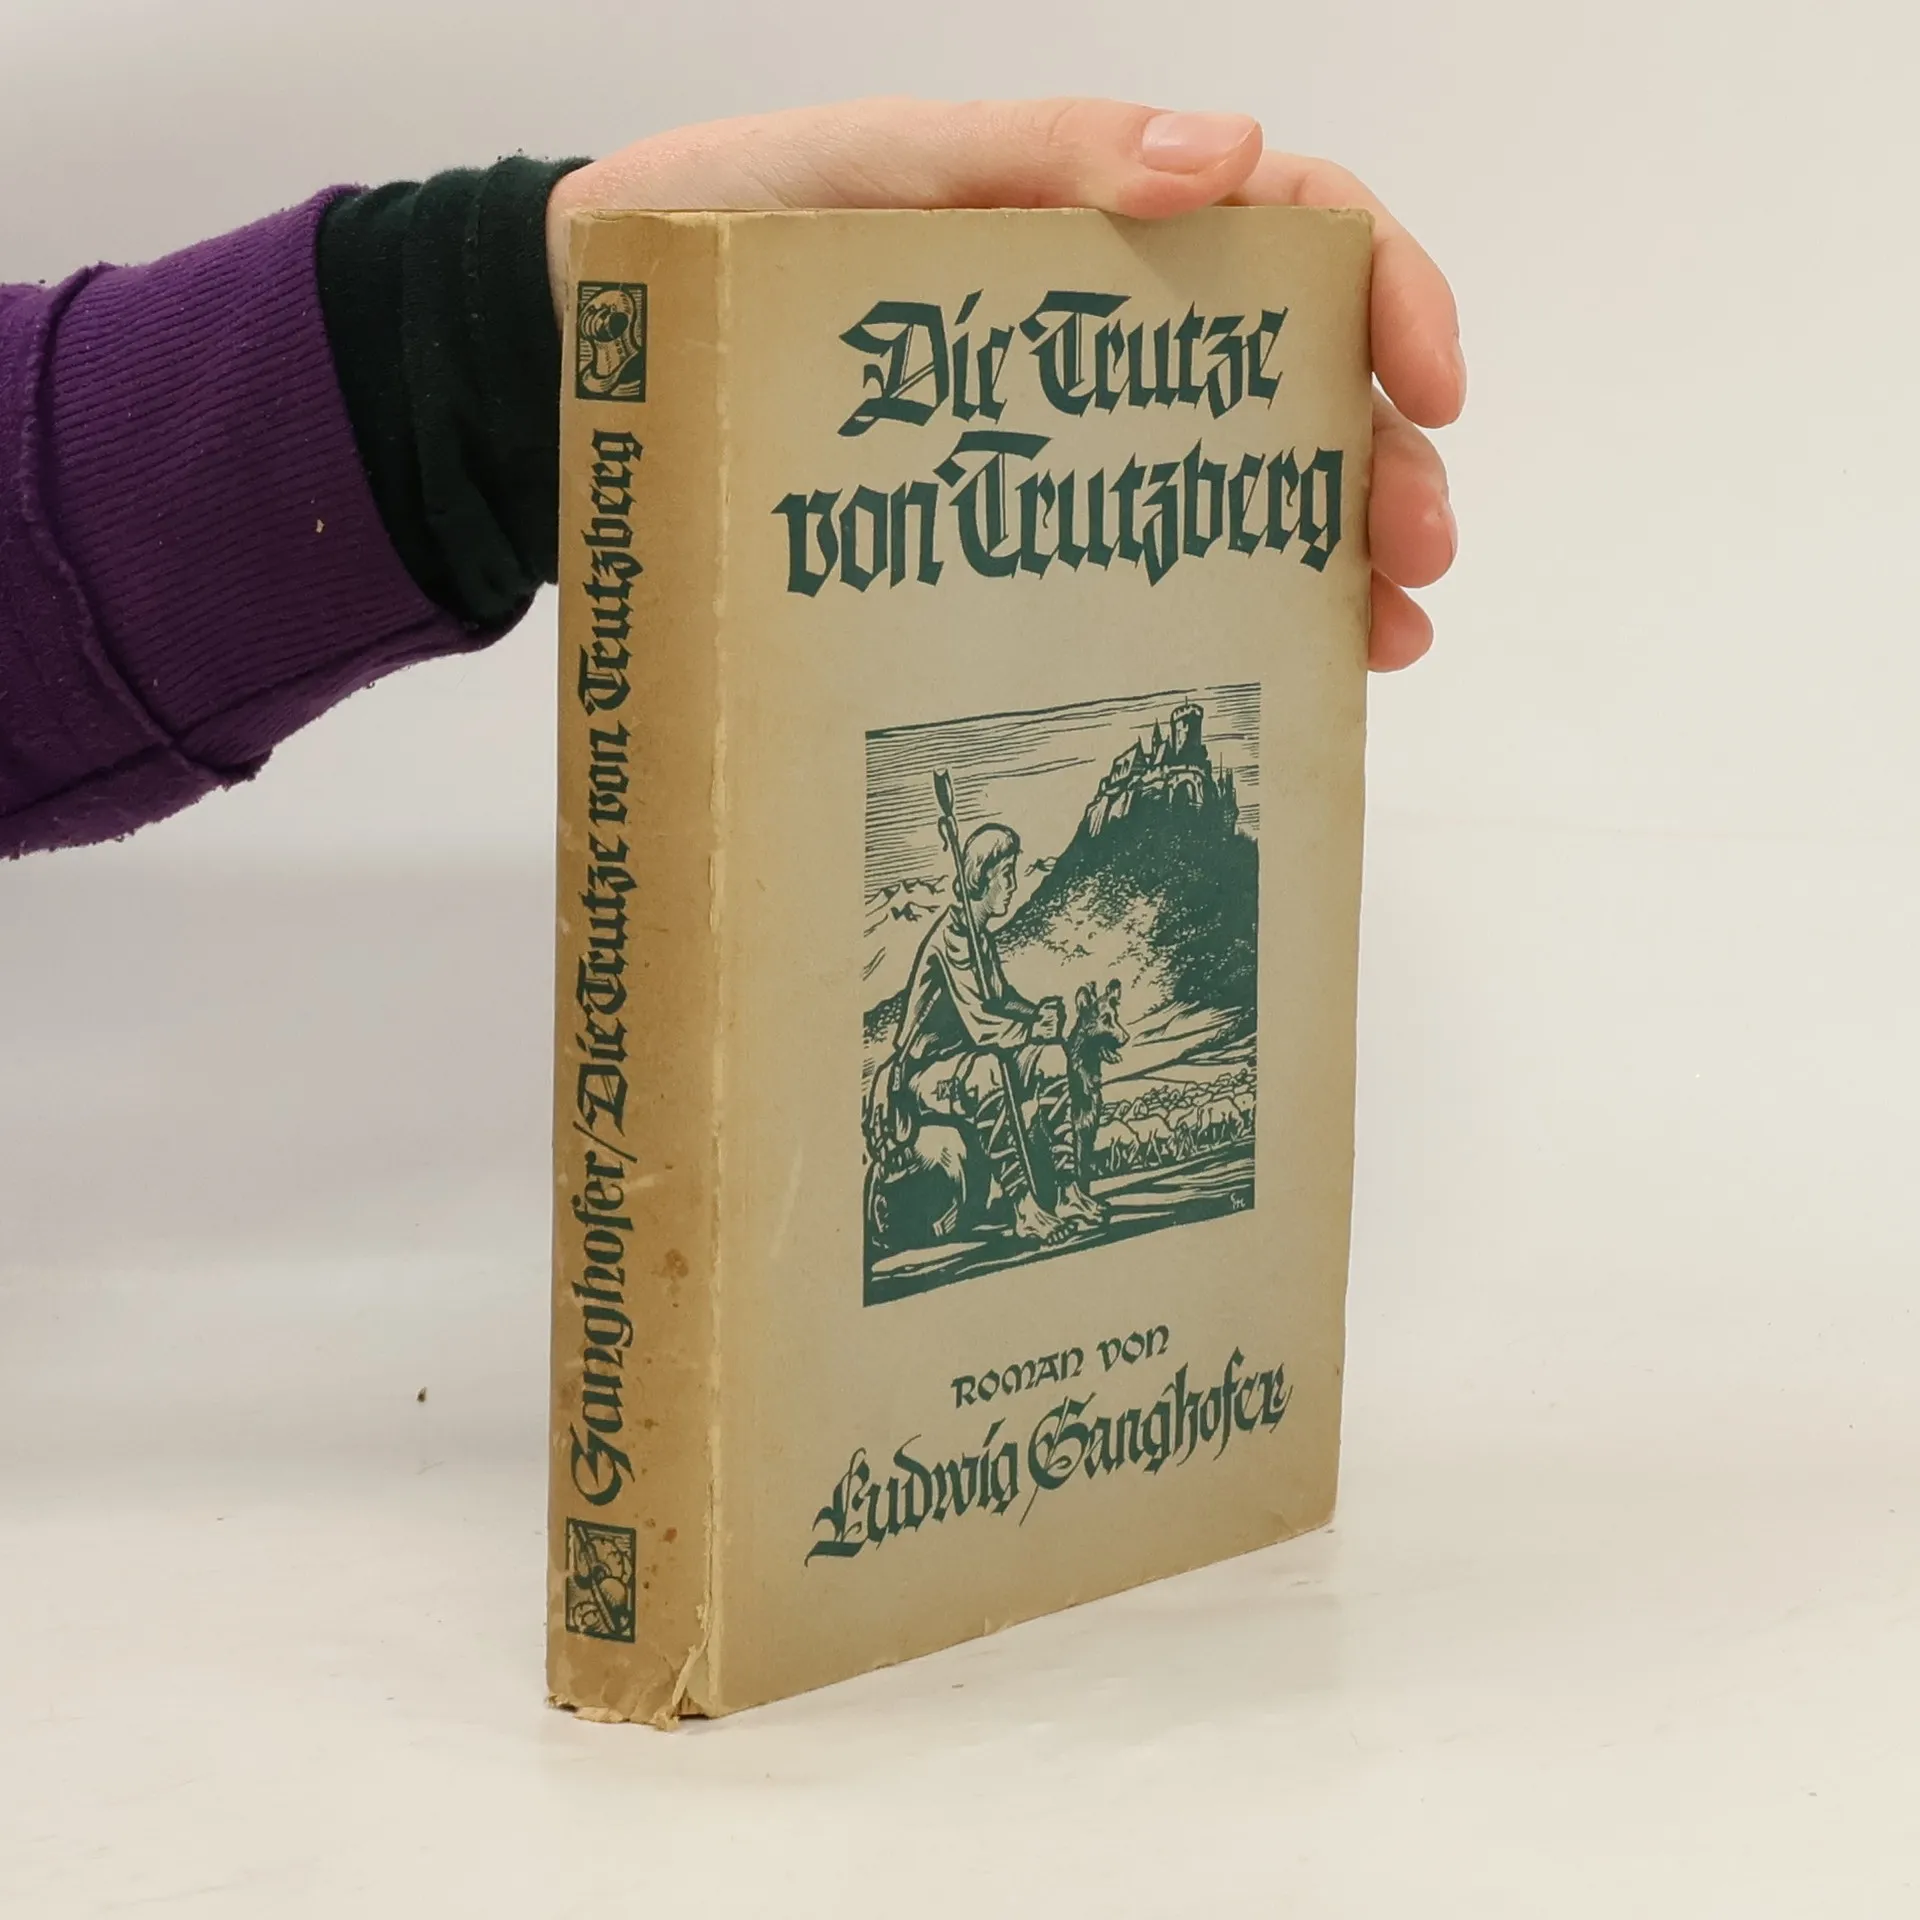 Die Trutze
von Trutzberg
ROMAN VON
Ludwig Ganghofer
Ganghofer/Die Trutze von Trutzberg